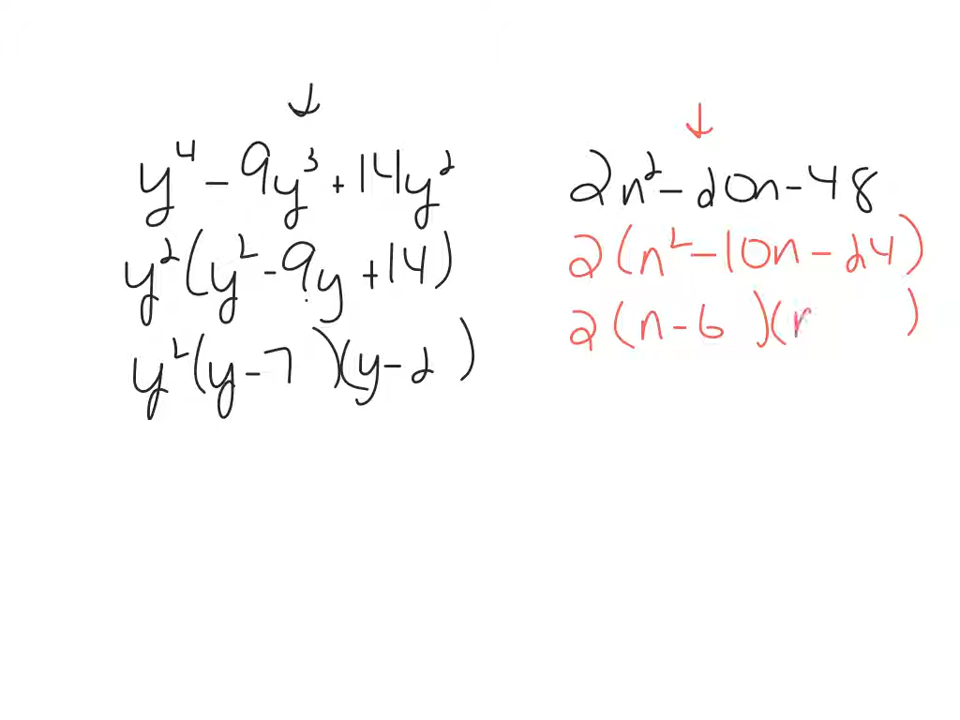 ↓
y⁴ - 9y³ + 14y²
y²(y² - 9y + 14)
y²(y - 7)(y - 2)
↓
2n² - 20n - 48
2(n² - 10n - 24)
2(n - 6)(n )